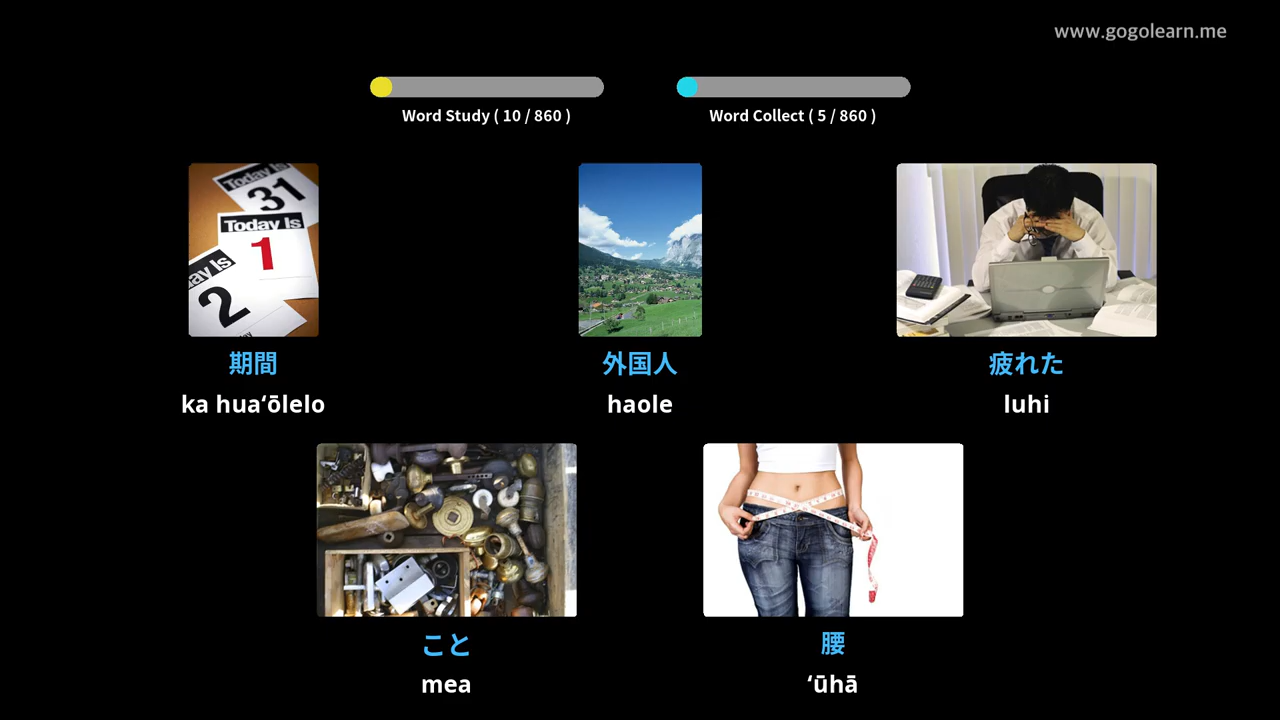 www.gogolearn.me
Word Study ( 10 / 860 )
Word Collect ( 5 / 860 )
Today Is
31
Today Is
1
ay Is
2
期間
ka huaʻōlelo
外国人
haole
疲れた
luhi
こと
mea
腰
ʻūhā